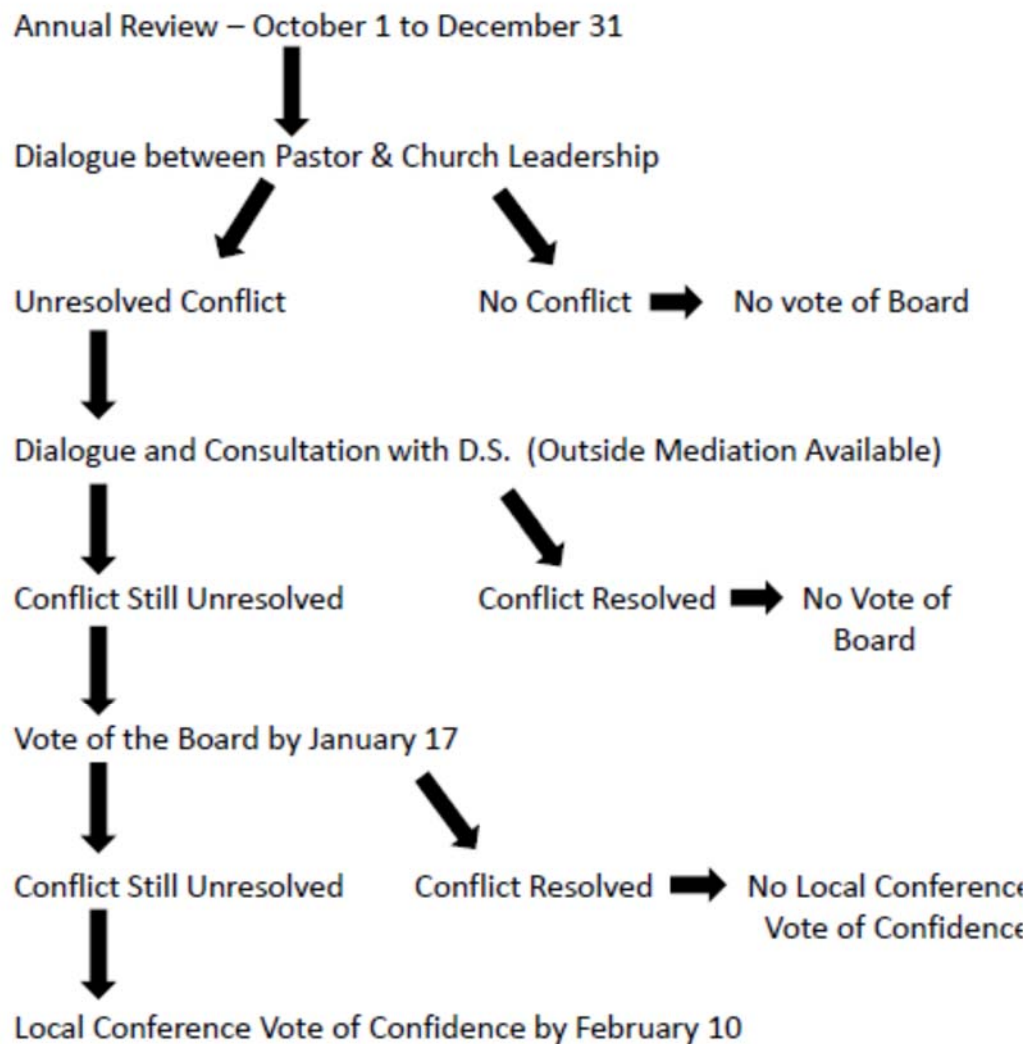 Annual Review – October 1 to December 31
Dialogue between Pastor & Church Leadership
Unresolved Conflict
No Conflict
No vote of Board
Dialogue and Consultation with D.S. (Outside Mediation Available)
Conflict Still Unresolved
Conflict Resolved
No Vote of
Board
Vote of the Board by January 17
Conflict Still Unresolved
Conflict Resolved
No Local Conference
Vote of Confidence
Local Conference Vote of Confidence by February 10